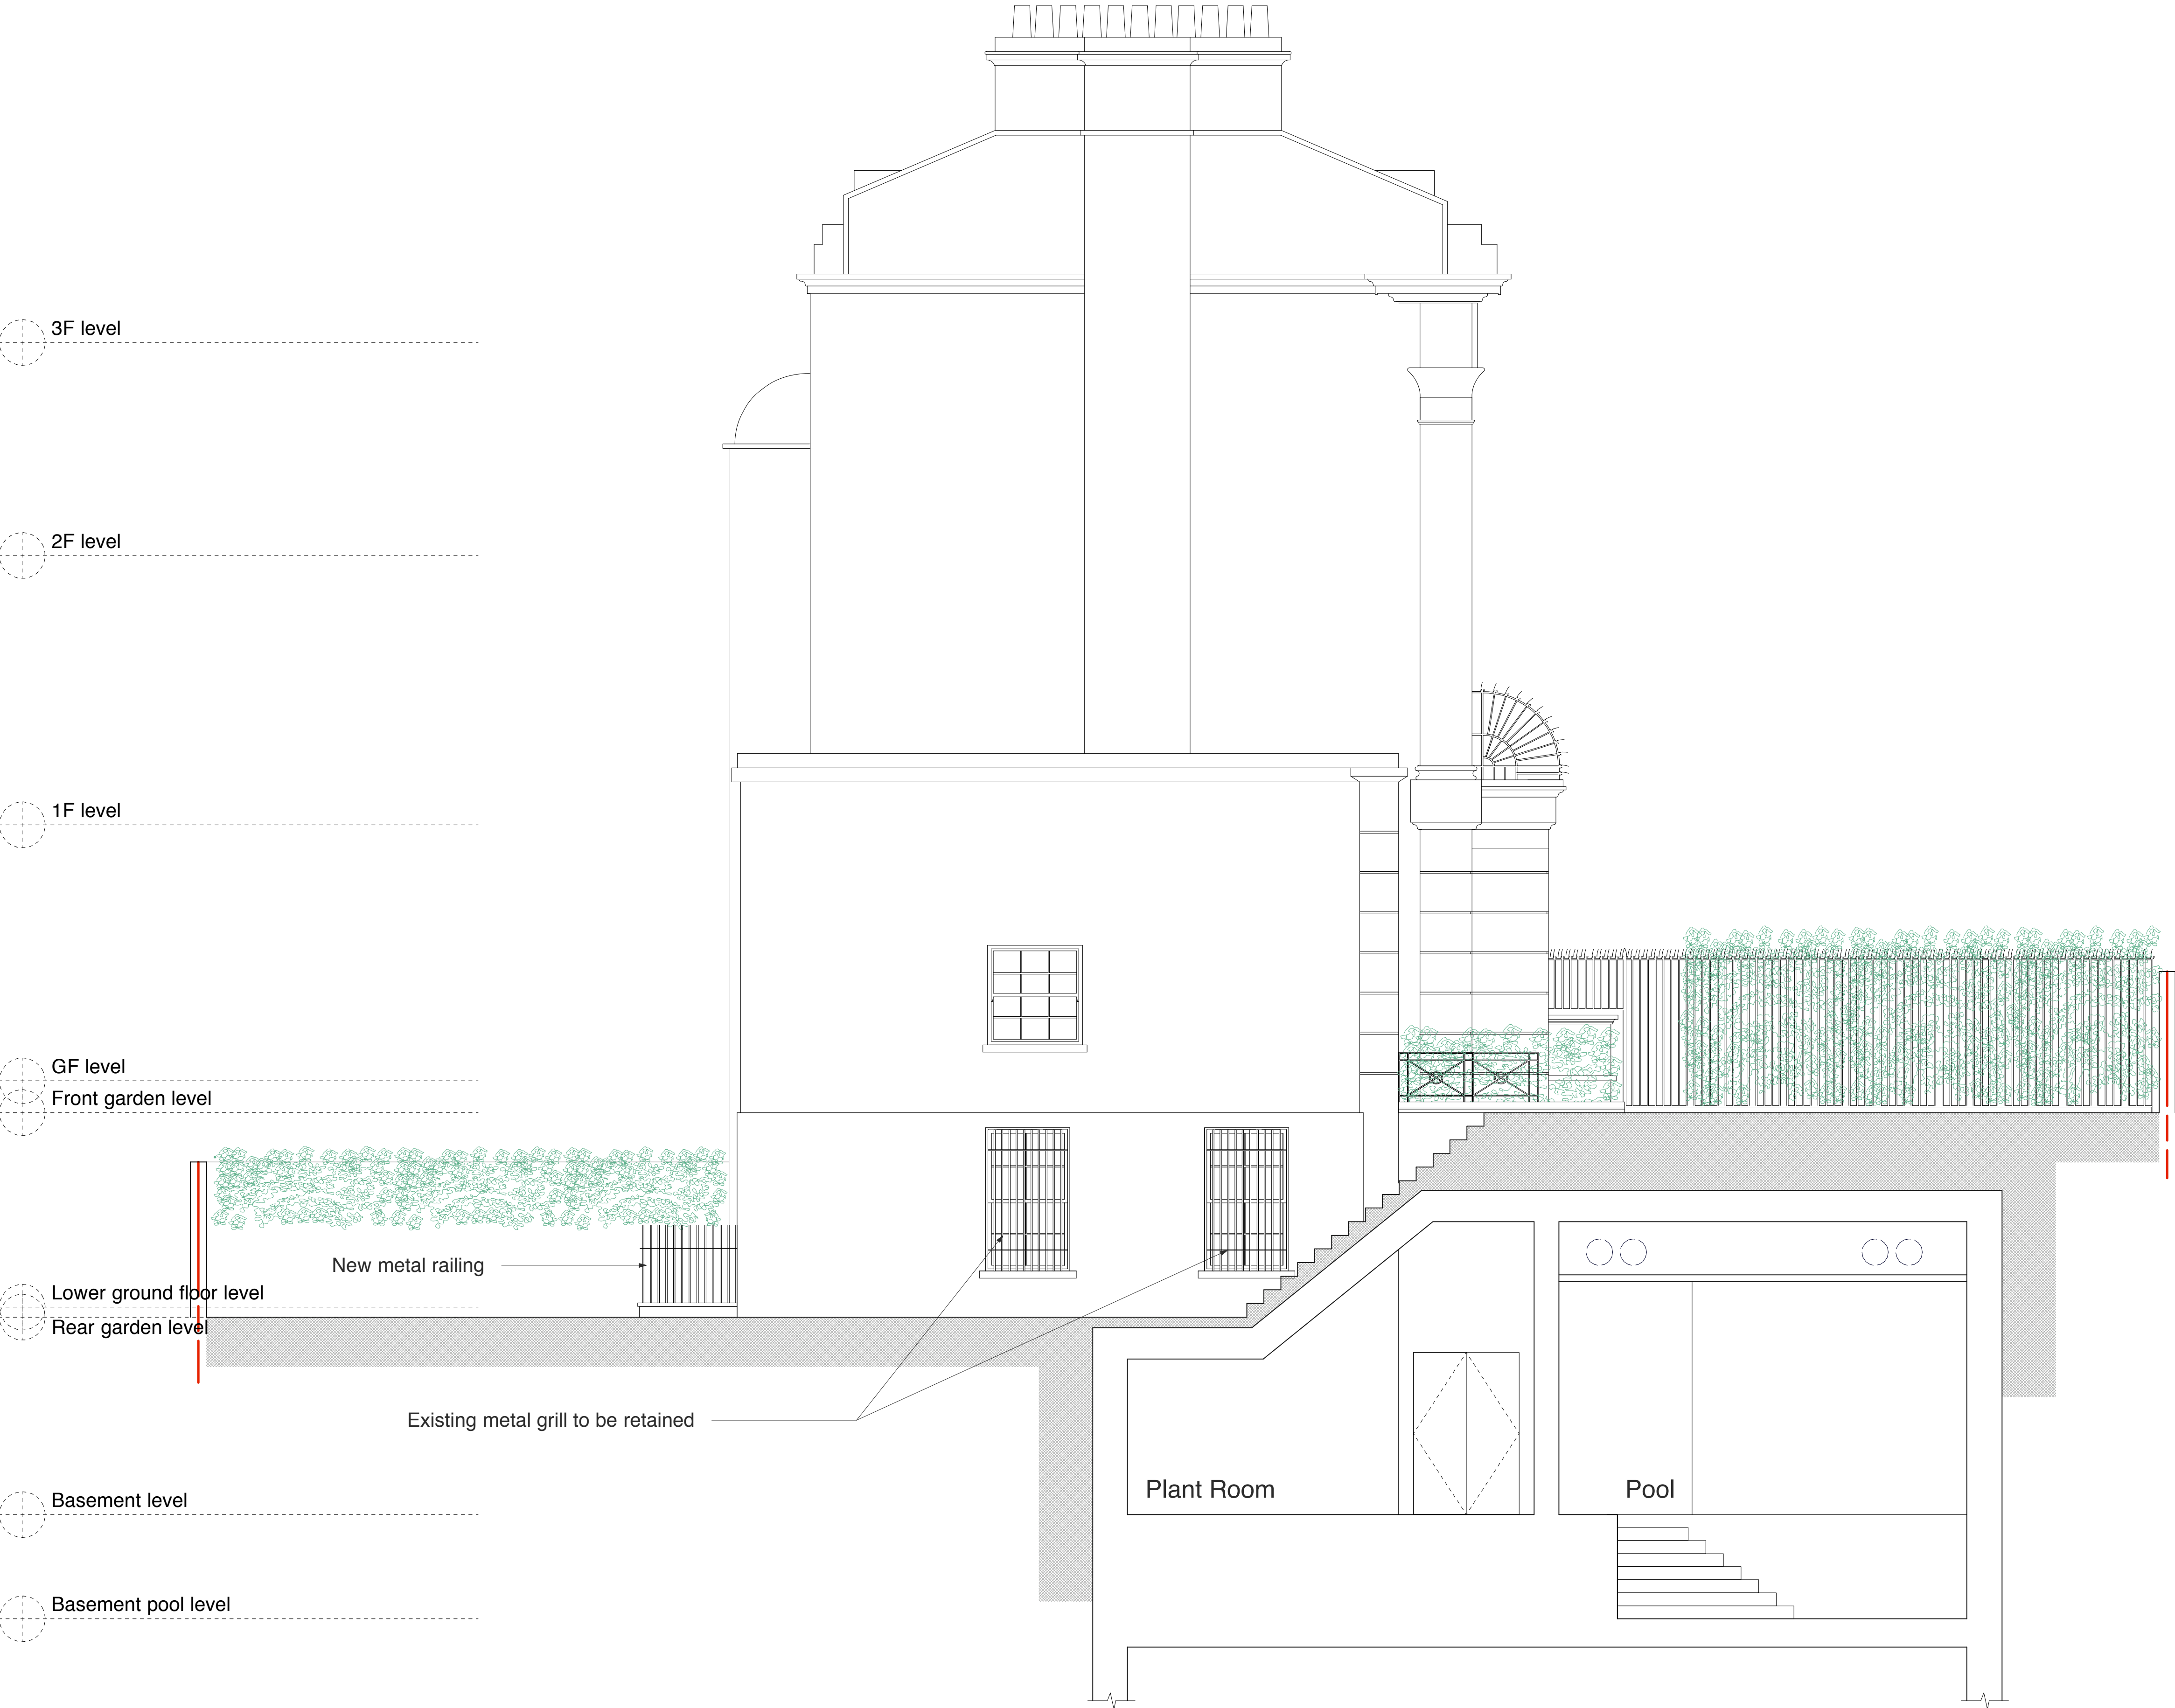 3F level
2F level
1F level
GF level
Front garden level
New metal railing
Lower ground floor level
Rear garden level
Existing metal grill to be retained
Plant Room
Pool
Basement level
Basement pool level